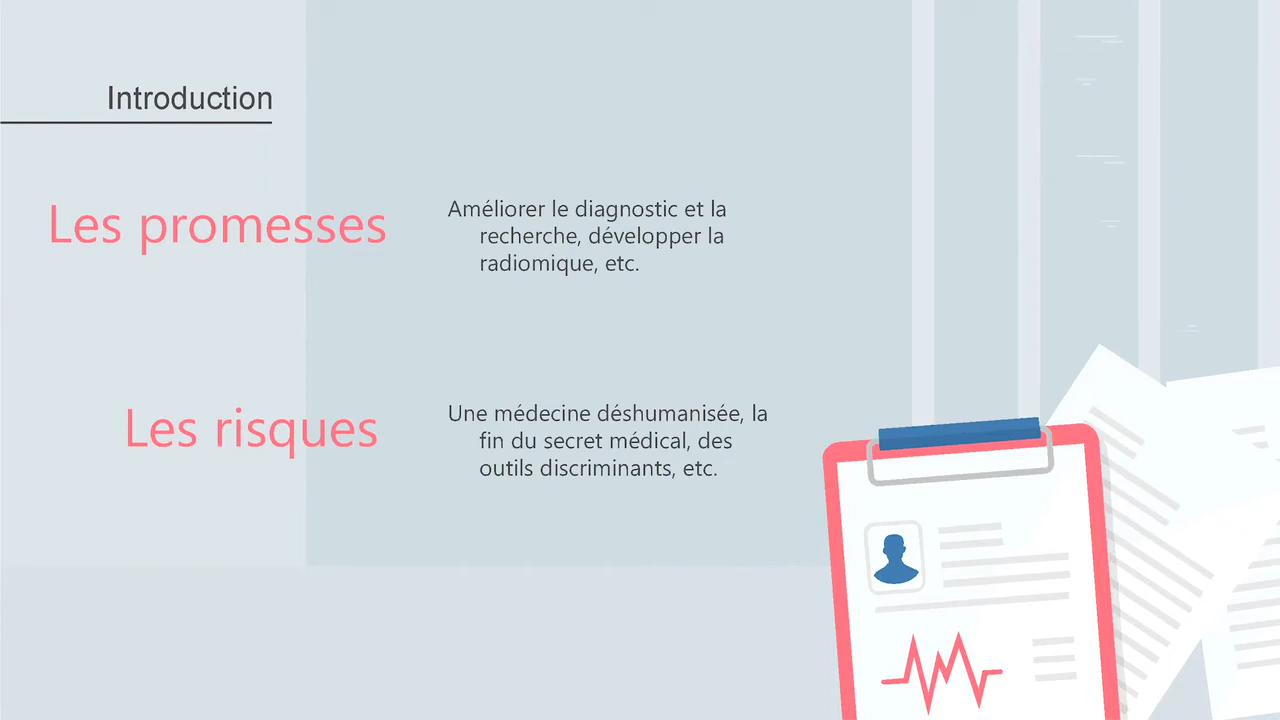 Introduction
Les promesses
Améliorer le diagnostic et la
recherche, développer la
radiomique, etc.
Les risques
Une médecine déshumanisée, la
fin du secret médical, des
outils discriminants, etc.